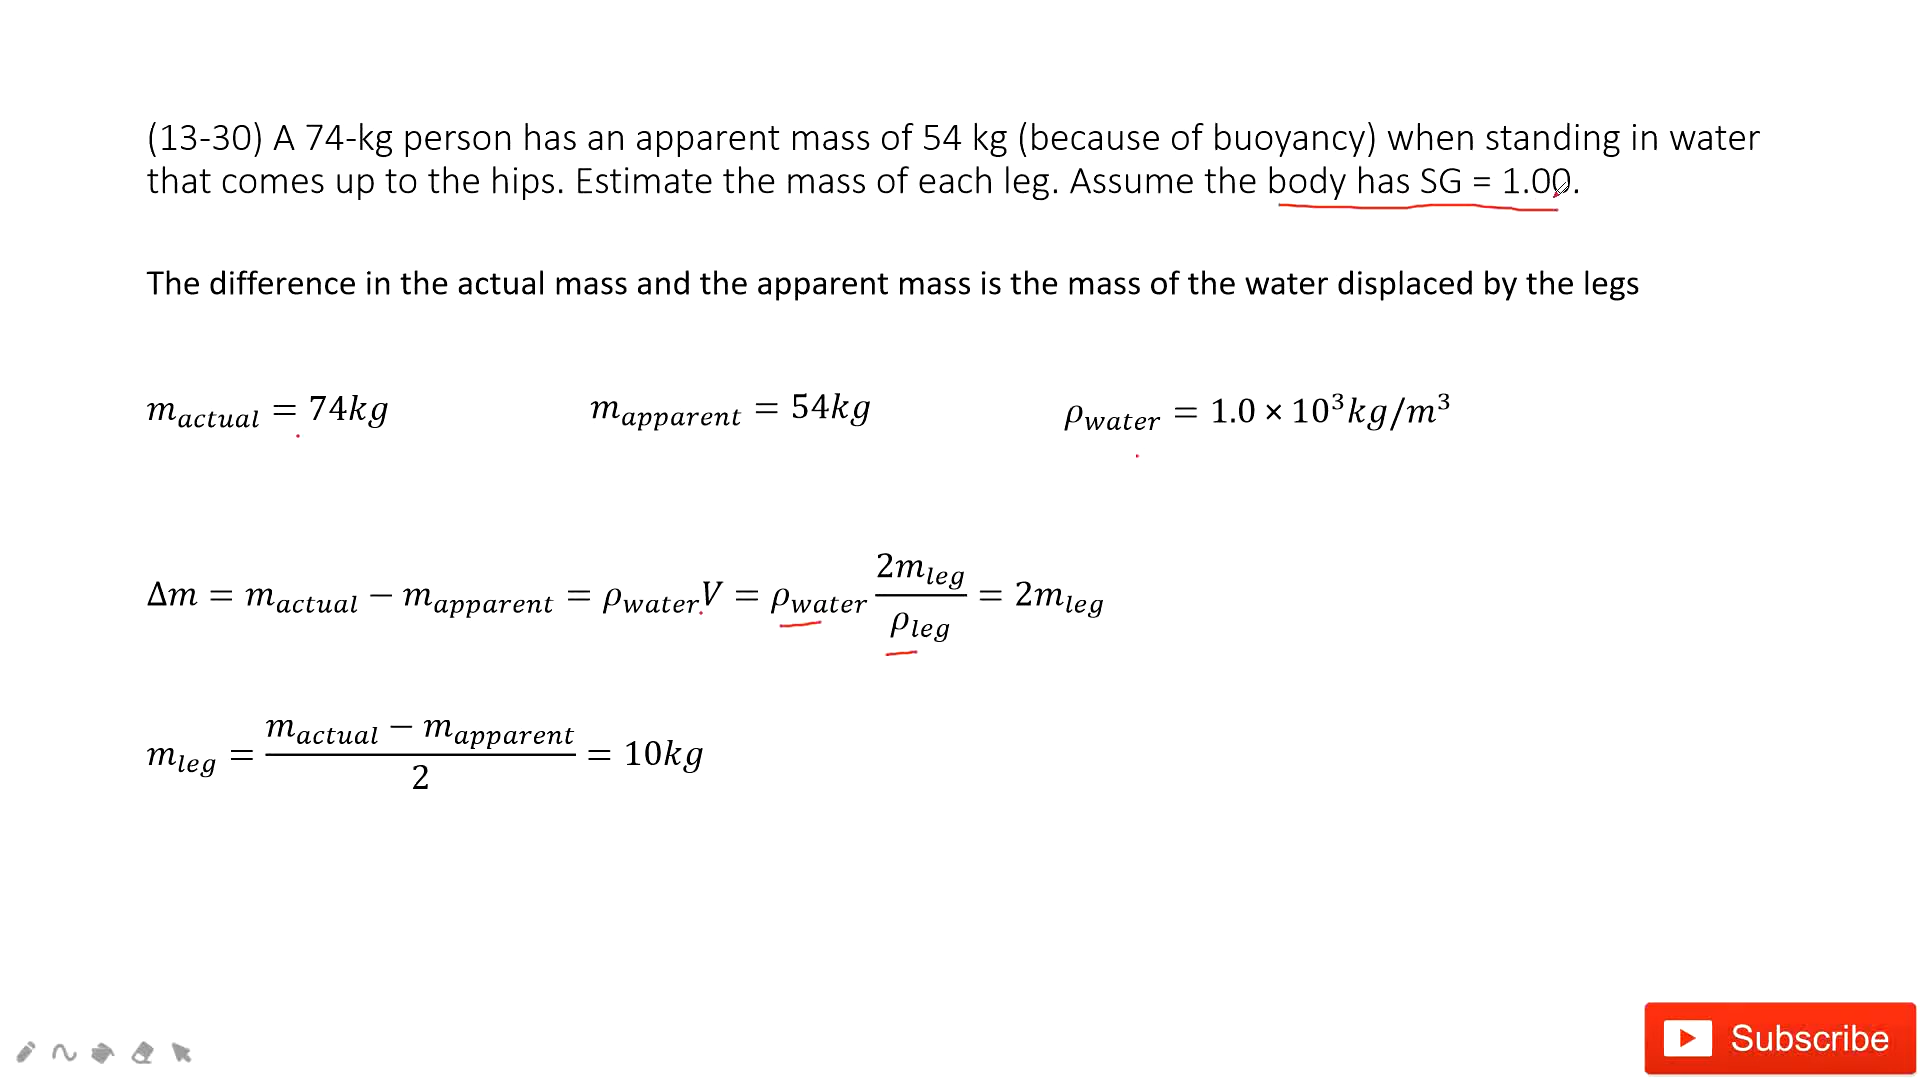 (13-30) A 74-kg person has an apparent mass of 54 kg (because of buoyancy) when standing in water
that comes up to the hips. Estimate the mass of each leg. Assume the body has SG = 1.00.
The difference in the actual mass and the apparent mass is the mass of the water displaced by the legs
m_actual = 74kg    m_apparent = 54kg    ρ_water = 1.0 × 10³kg/m³
Δm = m_actual − m_apparent = ρ_water V = ρ_water 2m_leg/ρ_leg = 2m_leg
m_leg = (m_actual − m_apparent)/2 = 10kg
Subscribe